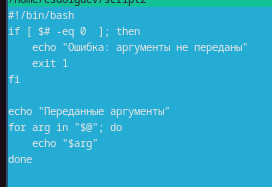 #!/bin/bash
if [ $# -eq 0  ]; then
    echo "Ошибка: аргументы не переданы"
    exit 1
fi

echo "Переданные аргументы"
for arg in "$@"; do
    echo "$arg"
done